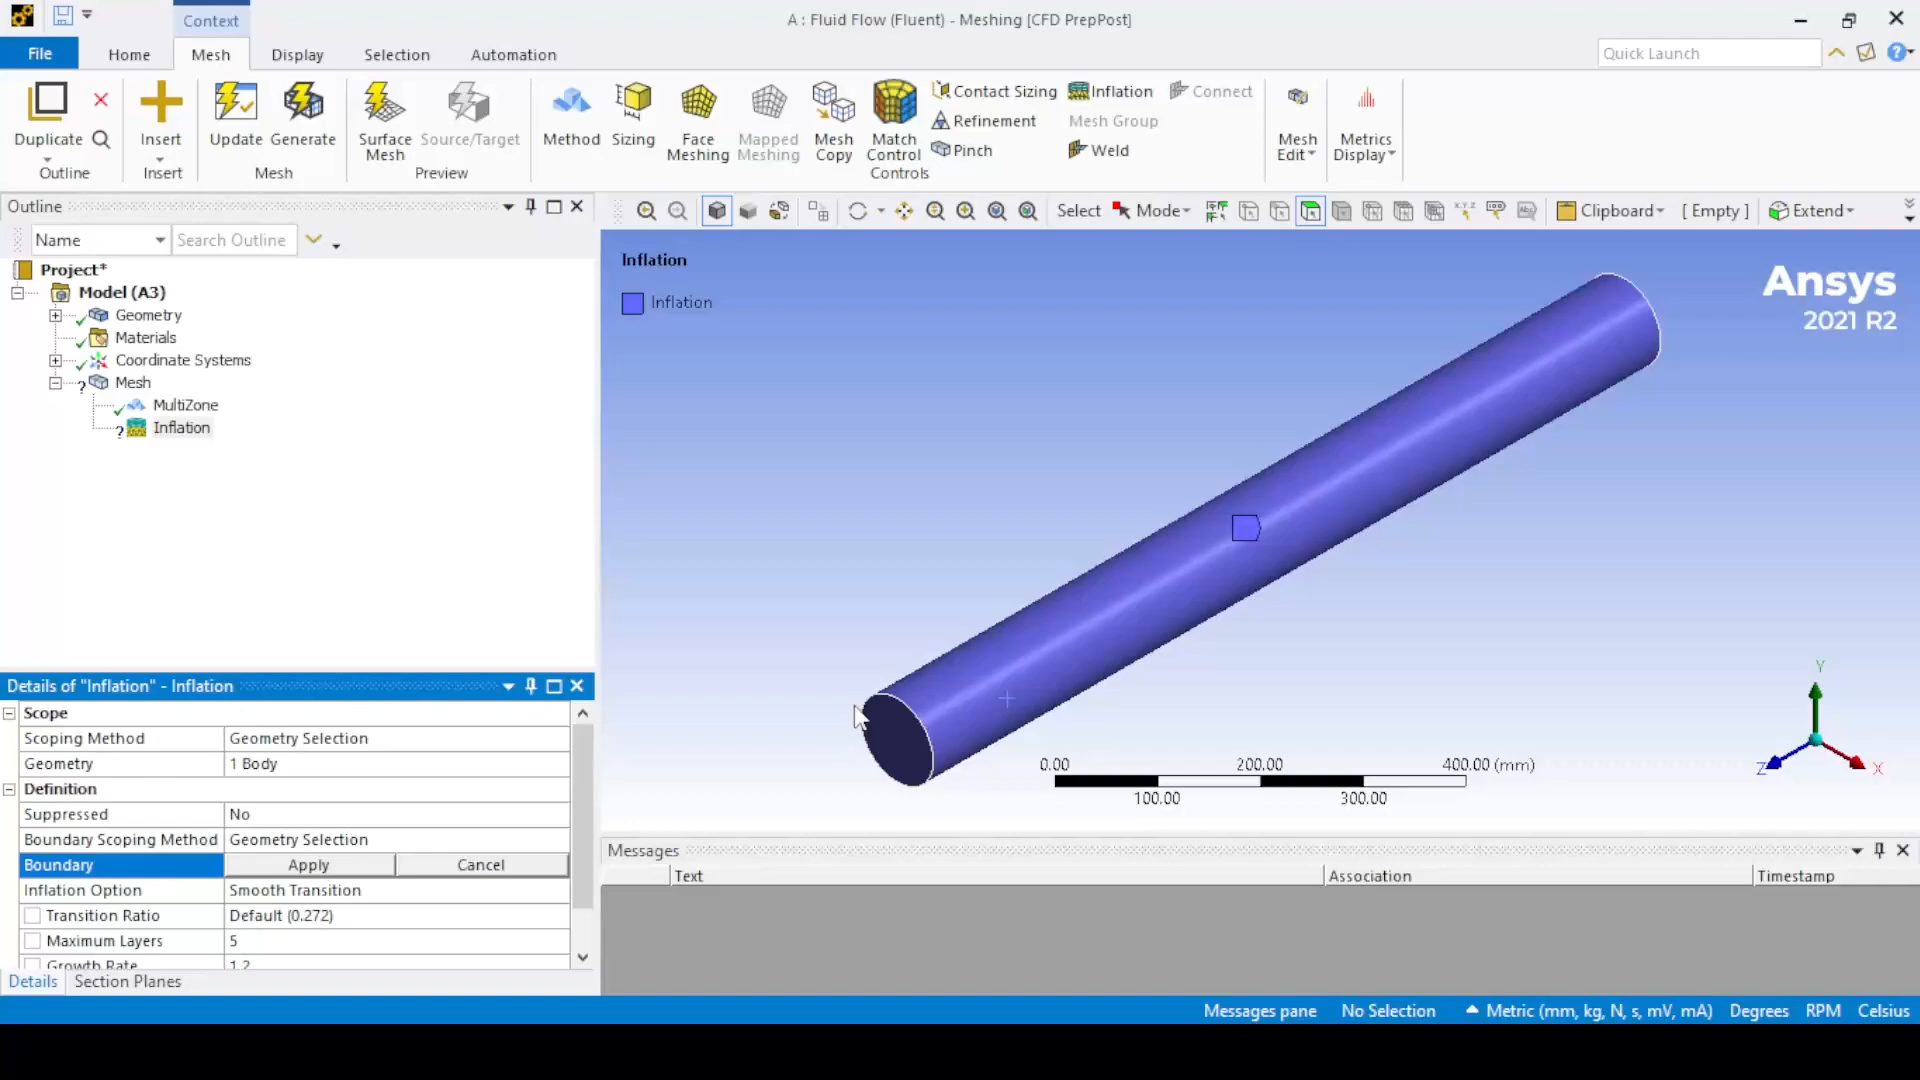 Context
A : Fluid Flow (Fluent) - Meshing [CFD PrepPost]
File
Home
Mesh
Display
Selection
Automation
Quick Launch
Duplicate
Outline
Insert
Insert
Update
Generate
Mesh
Surface
Mesh
Source/Target
Preview
Method
Sizing
Face
Meshing
Mapped
Meshing
Mesh
Copy
Match
Control
Contact Sizing
Refinement
Pinch
Inflation
Mesh Group
Weld
Connect
Controls
Mesh
Edit
Metrics
Display
Outline
Name
Search Outline
Select
Mode
Clipboard
[ Empty ]
Extend
Project*
Model (A3)
Geometry
Materials
Coordinate Systems
Mesh
MultiZone
Inflation
Inflation
Inflation
Ansys
2021 R2
0.00 200.00 400.00 (mm)
100.00 300.00
Y
Z
X
Details of "Inflation" - Inflation
Scope
Scoping Method Geometry Selection
Geometry 1 Body
Definition
Suppressed No
Boundary Scoping Method Geometry Selection
Boundary Apply Cancel
Inflation Option Smooth Transition
Transition Ratio Default (0.272)
Maximum Layers 5
Growth Rate 1.2
Details Section Planes
Messages
Text Association Timestamp
Messages pane No Selection Metric (mm, kg, N, s, mV, mA) Degrees RPM Celsius